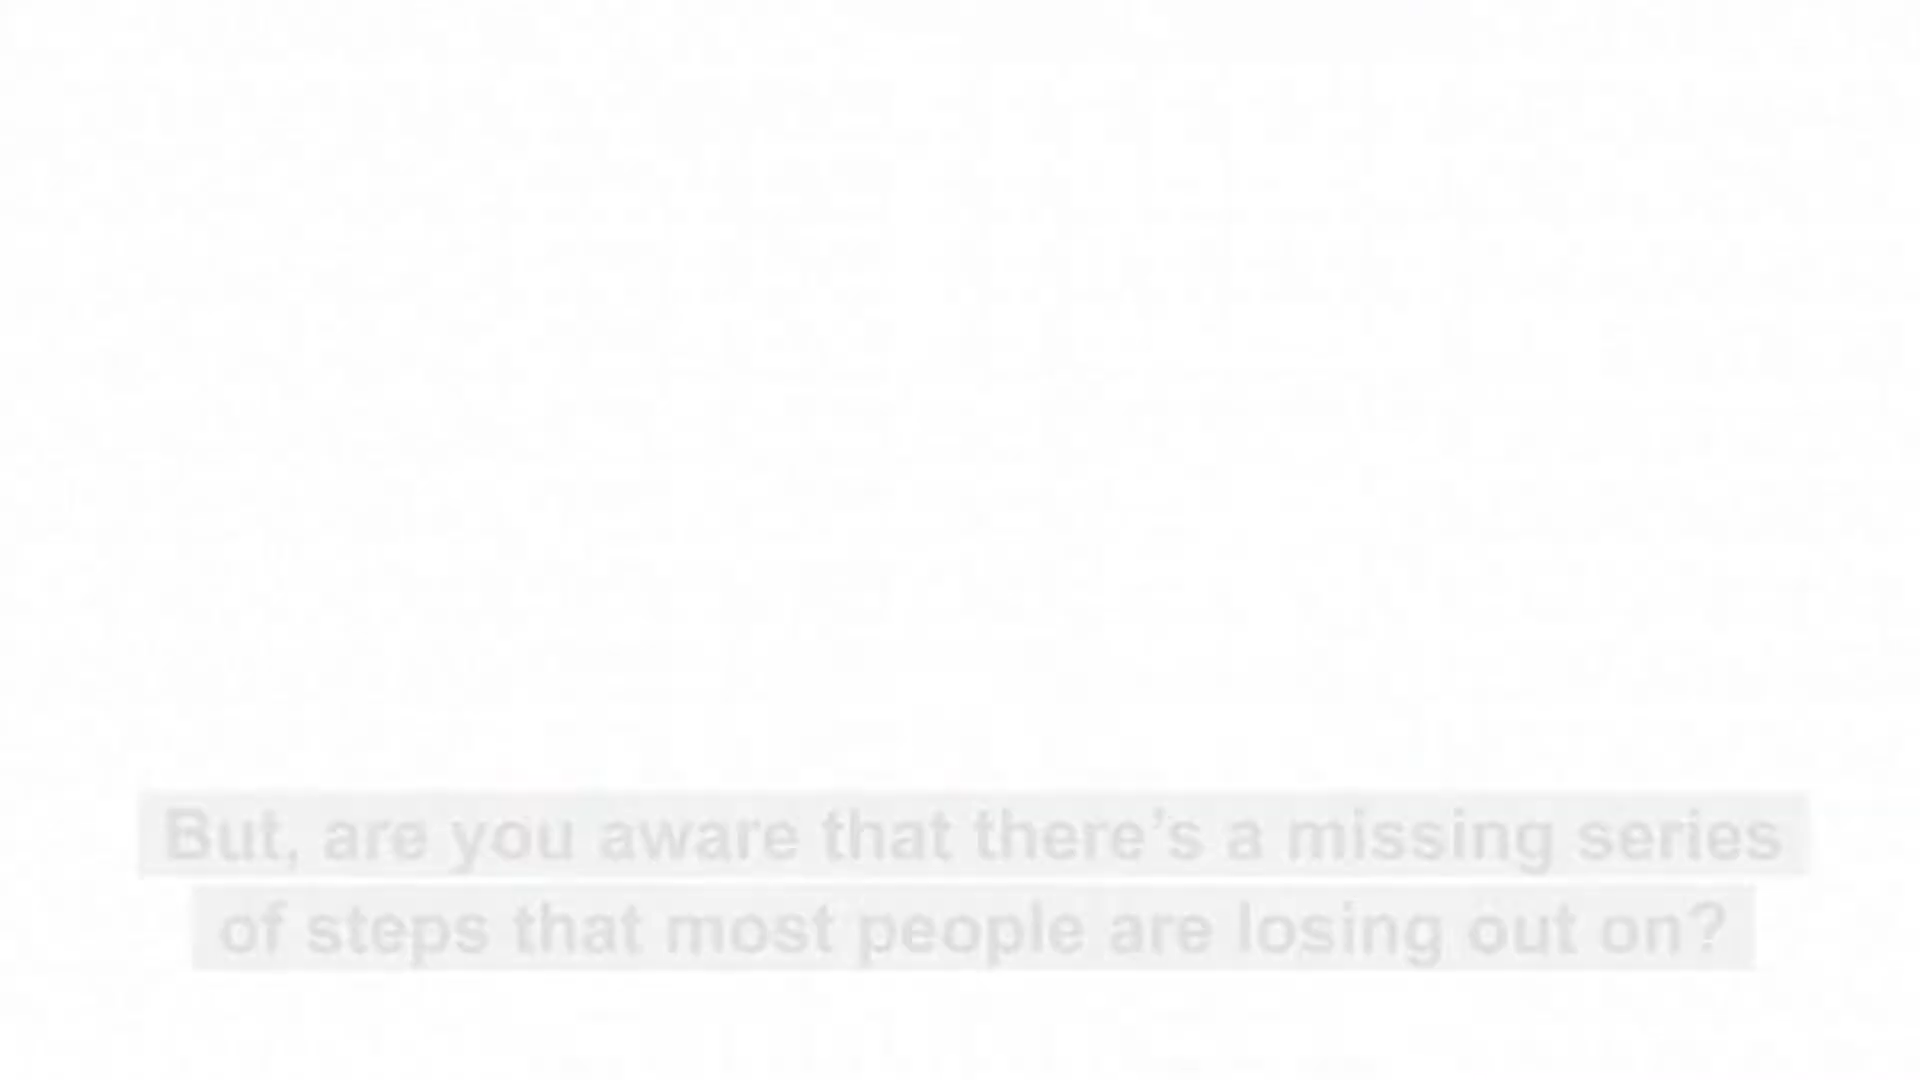 But, are you aware that there’s a missing series
of steps that most people are losing out on?